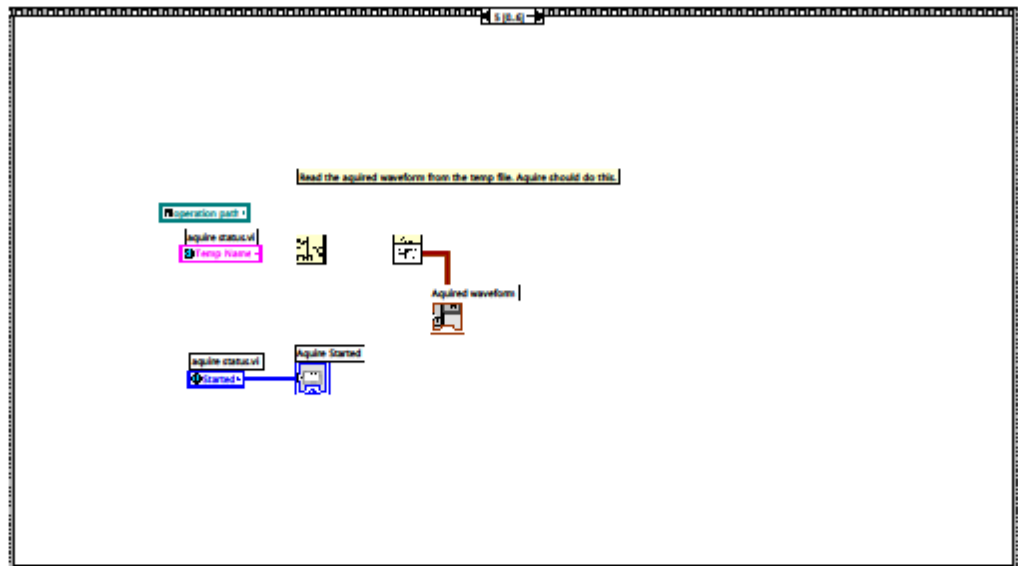 5 [0..6]
Read the aquired waveform from the temp file. Aquire should do this.
operation path
aquire status.vi
Temp Name
Aquired waveform
aquire status.vi
Started
Aquire Started